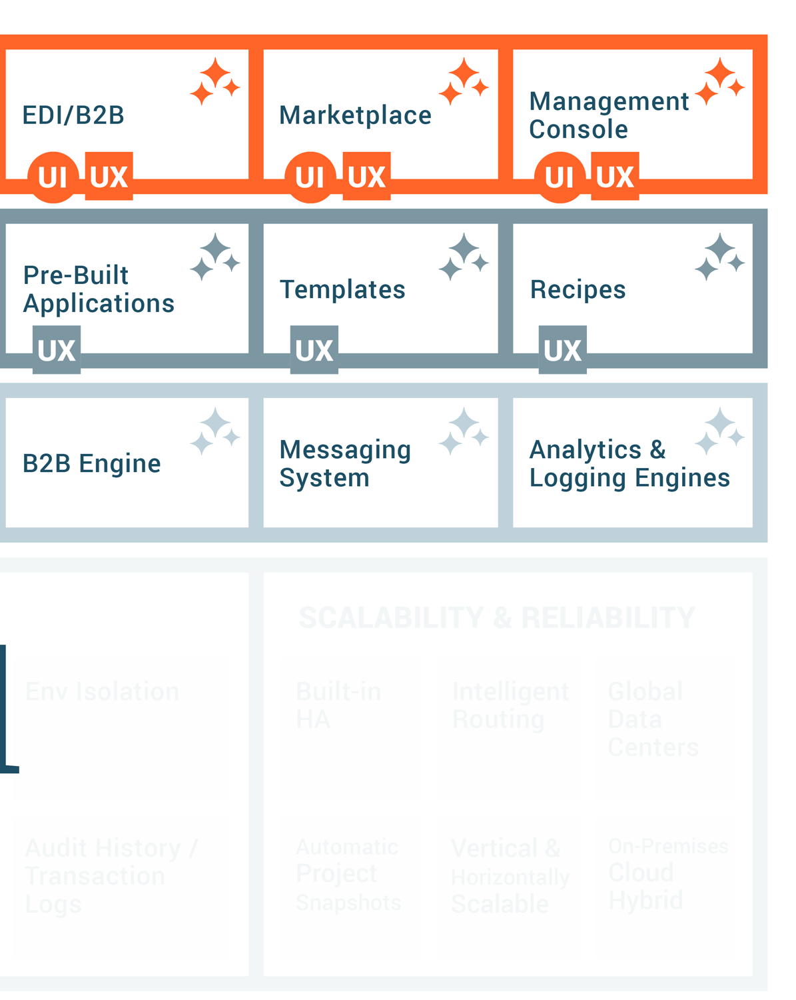 EDI/B2B
UI UX
Marketplace
UI UX
Management
Console
UI UX
Pre-Built
Applications
UX
Templates
UX
Recipes
UX
B2B Engine
Messaging
System
Analytics &
Logging Engines
Env Isolation
Audit History /
Transaction
Logs
SCALABILITY & RELIABILITY
Built-in
HA
Intelligent
Routing
Global
Data
Centers
Automatic
Project
Snapshots
Vertical &
Horizontally
Scalable
On-Premises
Cloud
Hybrid